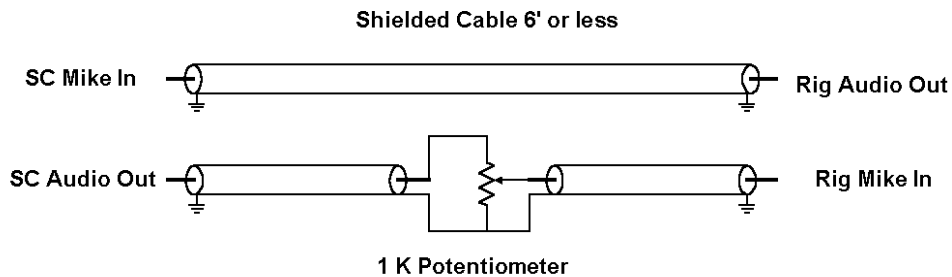 Shielded Cable 6' or less
SC Mike In
Rig Audio Out
SC Audio Out
Rig Mike In
1 K Potentiometer